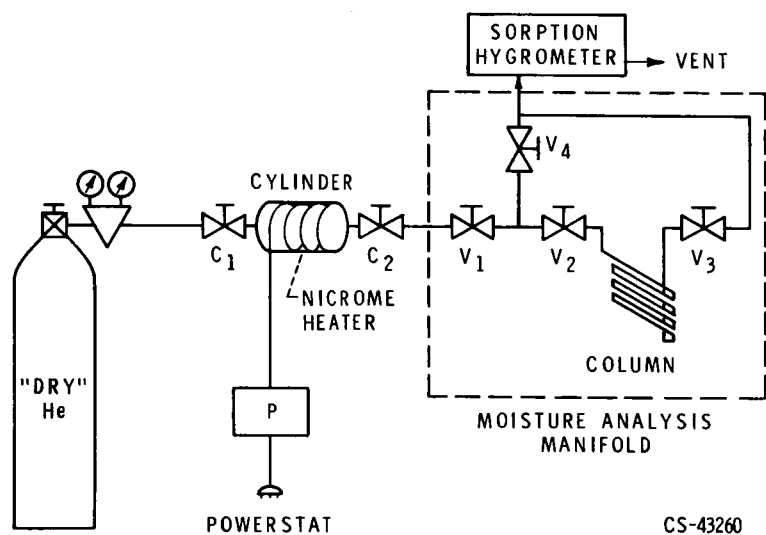 SORPTION
HYGROMETER
VENT
V4
CYLINDER
C1
C2
V1
V2
V3
NICROME
HEATER
COLUMN
"DRY"
He
P
MOISTURE ANALYSIS
MANIFOLD
POWERSTAT
CS-43260